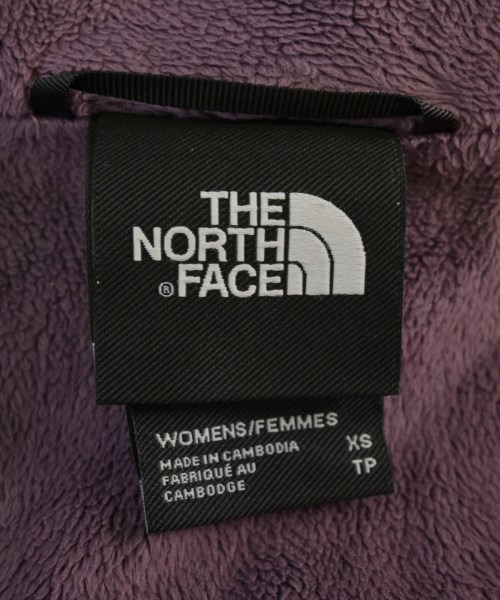 THE
NORTH
® FACE
WOMENS/FEMMES XS
MADE IN CAMBODIA TP
FABRIQUÉ AU
CAMBODGE